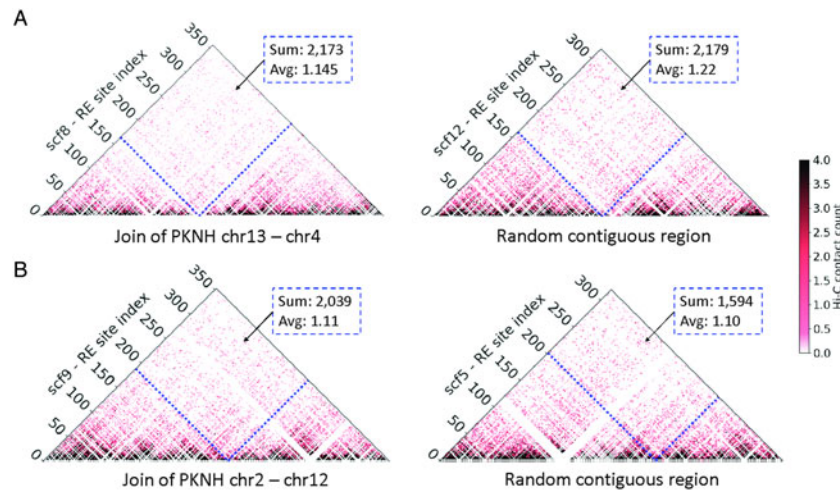 A
scf8 - RE site index
0
50
100
150
200
250
300
350
Sum: 2,173
Avg: 1.145
Join of PKNH chr13 – chr4
scf12 - RE site index
0
50
100
150
200
250
300
Sum: 2,179
Avg: 1.22
Random contiguous region
B
scf9 - RE site index
0
50
100
150
200
250
300
350
Sum: 2,039
Avg: 1.11
Join of PKNH chr2 – chr12
scf5 - RE site index
0
50
100
150
200
250
300
Sum: 1,594
Avg: 1.10
Random contiguous region
4.0
3.5
3.0
2.5
2.0
1.5
1.0
0.5
0.0
Hi-C contact count